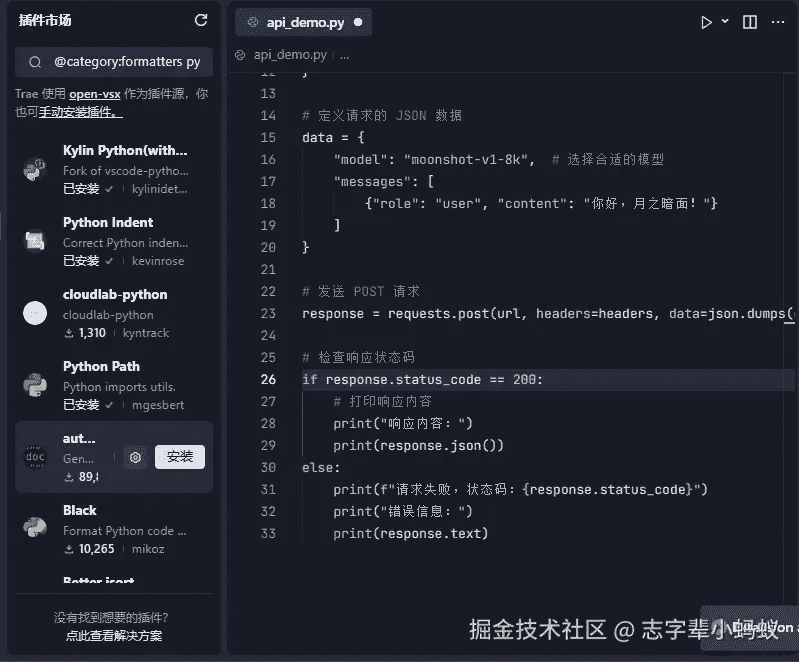 插件市场
@category:formatters py
Trae 使用 open-vsx 作为插件源，你
也可手动安装插件。
Kylin Python(with...
Fork of vscode-pytho...
已安装 kylinidet...
Python Indent
Correct Python inden...
已安装 kevinrose
cloudlab-python
cloudlab-python
1,310 kyntrack
Python Path
Python imports utils.
已安装 mgesbert
doc
aut...
Gen...
安装
Black
Format Python code ...
10,265 mikoz
Better isort
没有找到想要的插件?
点此查看解决方案
api_demo.py
api_demo.py ...
12 }
13
14 # 定义请求的 JSON 数据
15 data = {
16 "model": "moonshot-v1-8k", # 选择合适的模型
17 "messages": [
18 {"role": "user", "content": "你好，月之暗面！"}
19 ]
20 }
21
22 # 发送 POST 请求
23 response = requests.post(url, headers=headers, data=json.dumps(
24
25 # 检查响应状态码
26 if response.status_code == 200:
27 # 打印响应内容
28 print("响应内容：")
29 print(response.json())
30 else:
31 print(f"请求失败，状态码：{response.status_code}")
32 print("错误信息：")
33 print(response.text)
掘金技术社区 @ 志字辈小蚂蚁